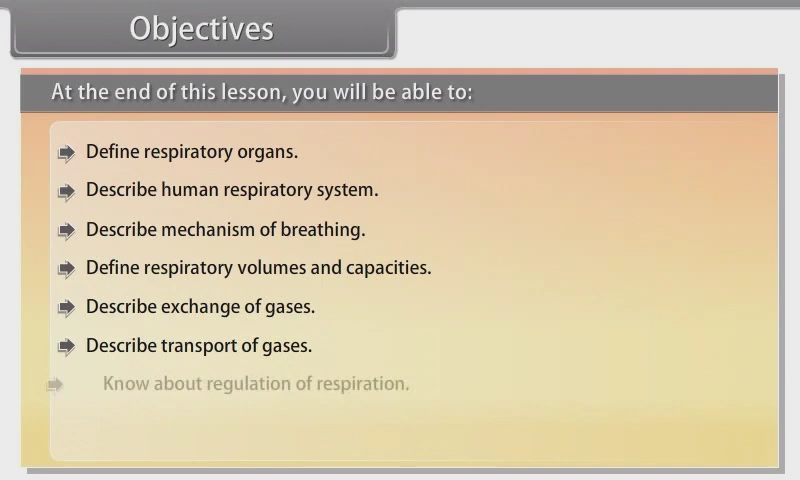 Objectives
At the end of this lesson, you will be able to:
Define respiratory organs.
Describe human respiratory system.
Describe mechanism of breathing.
Define respiratory volumes and capacities.
Describe exchange of gases.
Describe transport of gases.
Know about regulation of respiration.